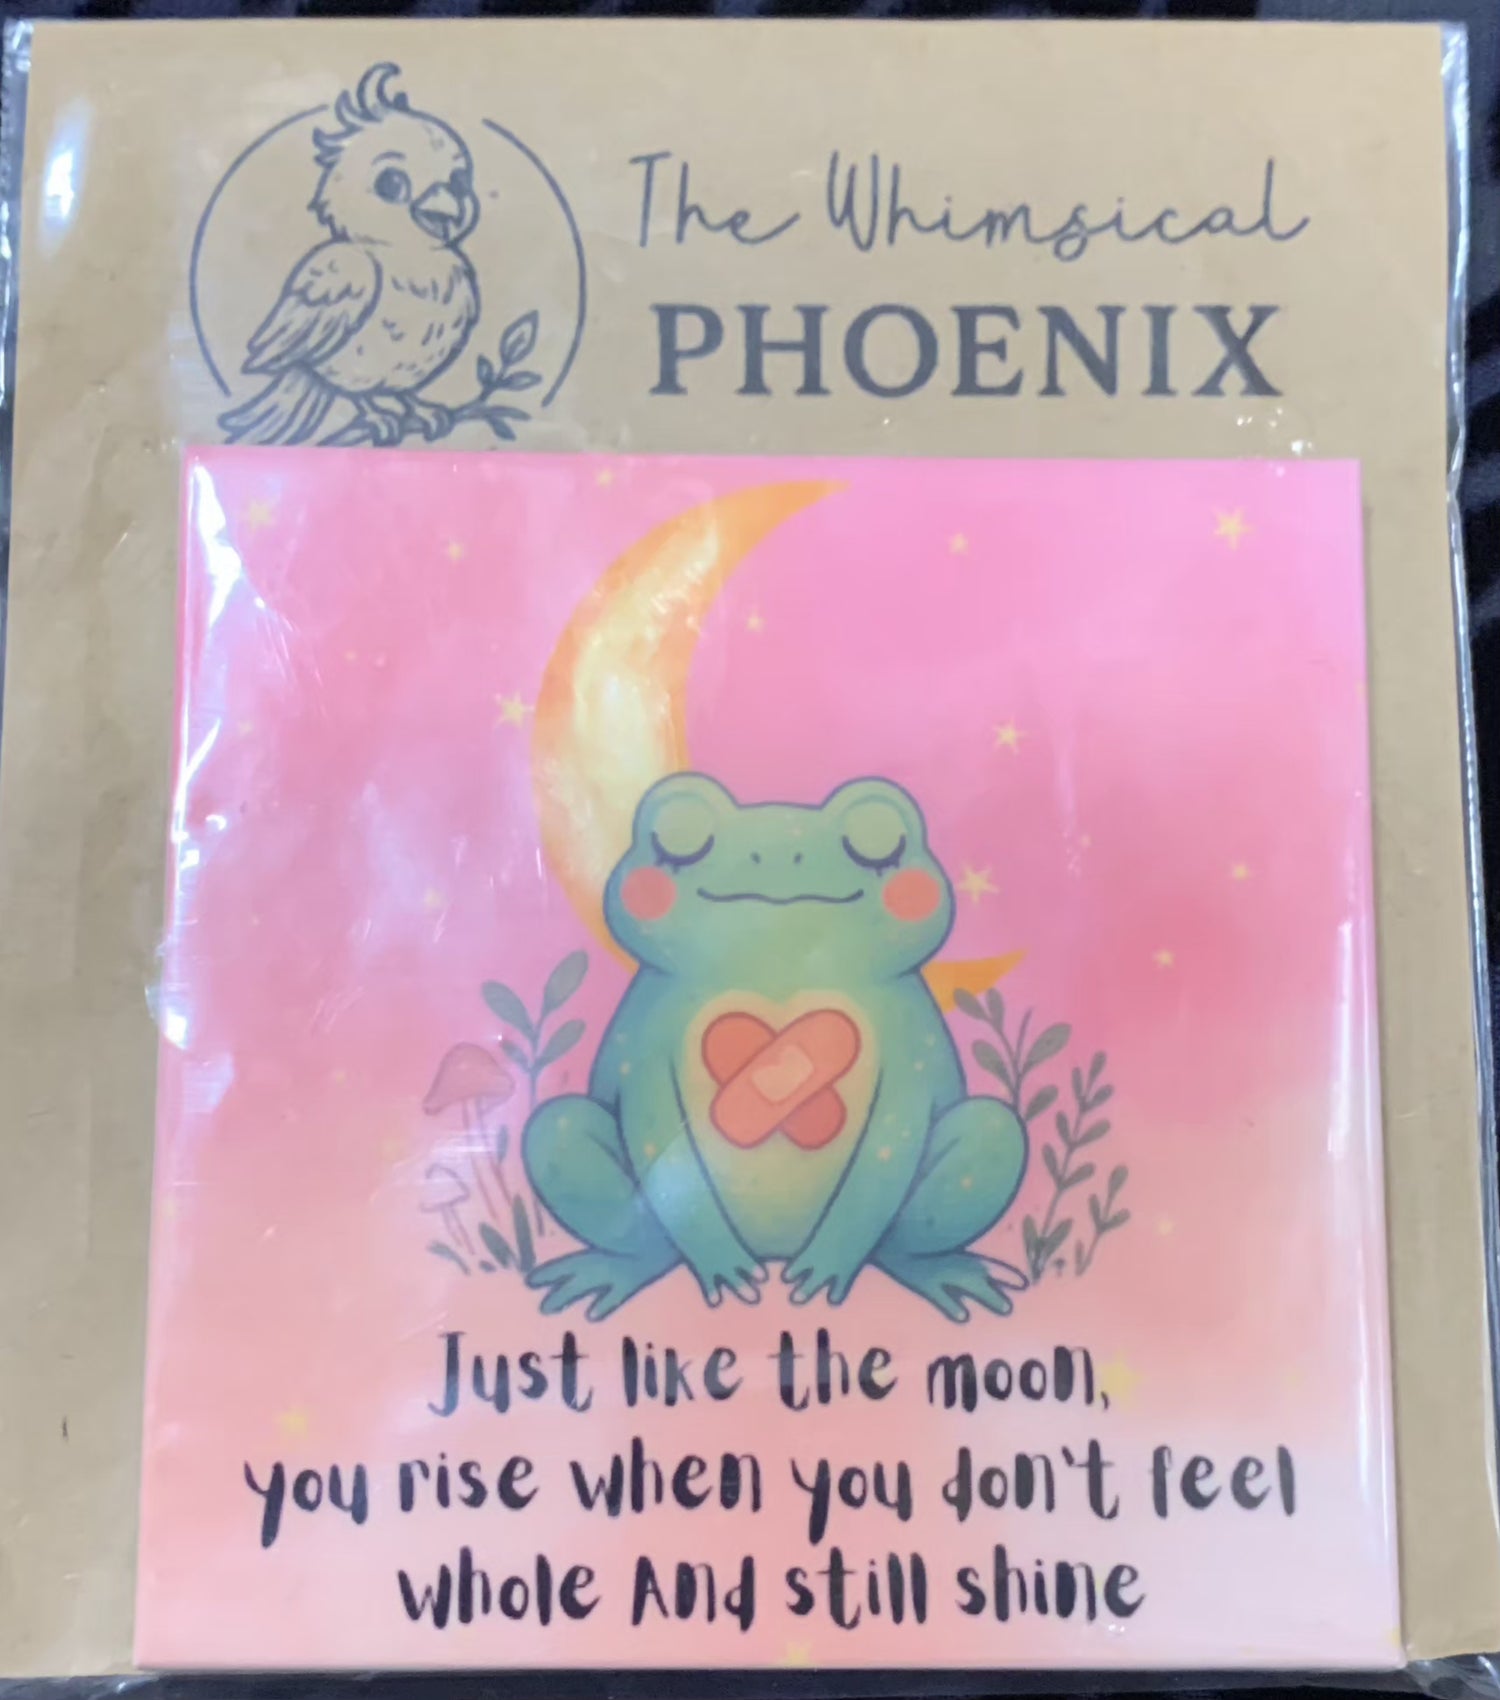 The Whimsical
PHOENIX
Just like the moon,
you rise when you don't feel
whole And still shine